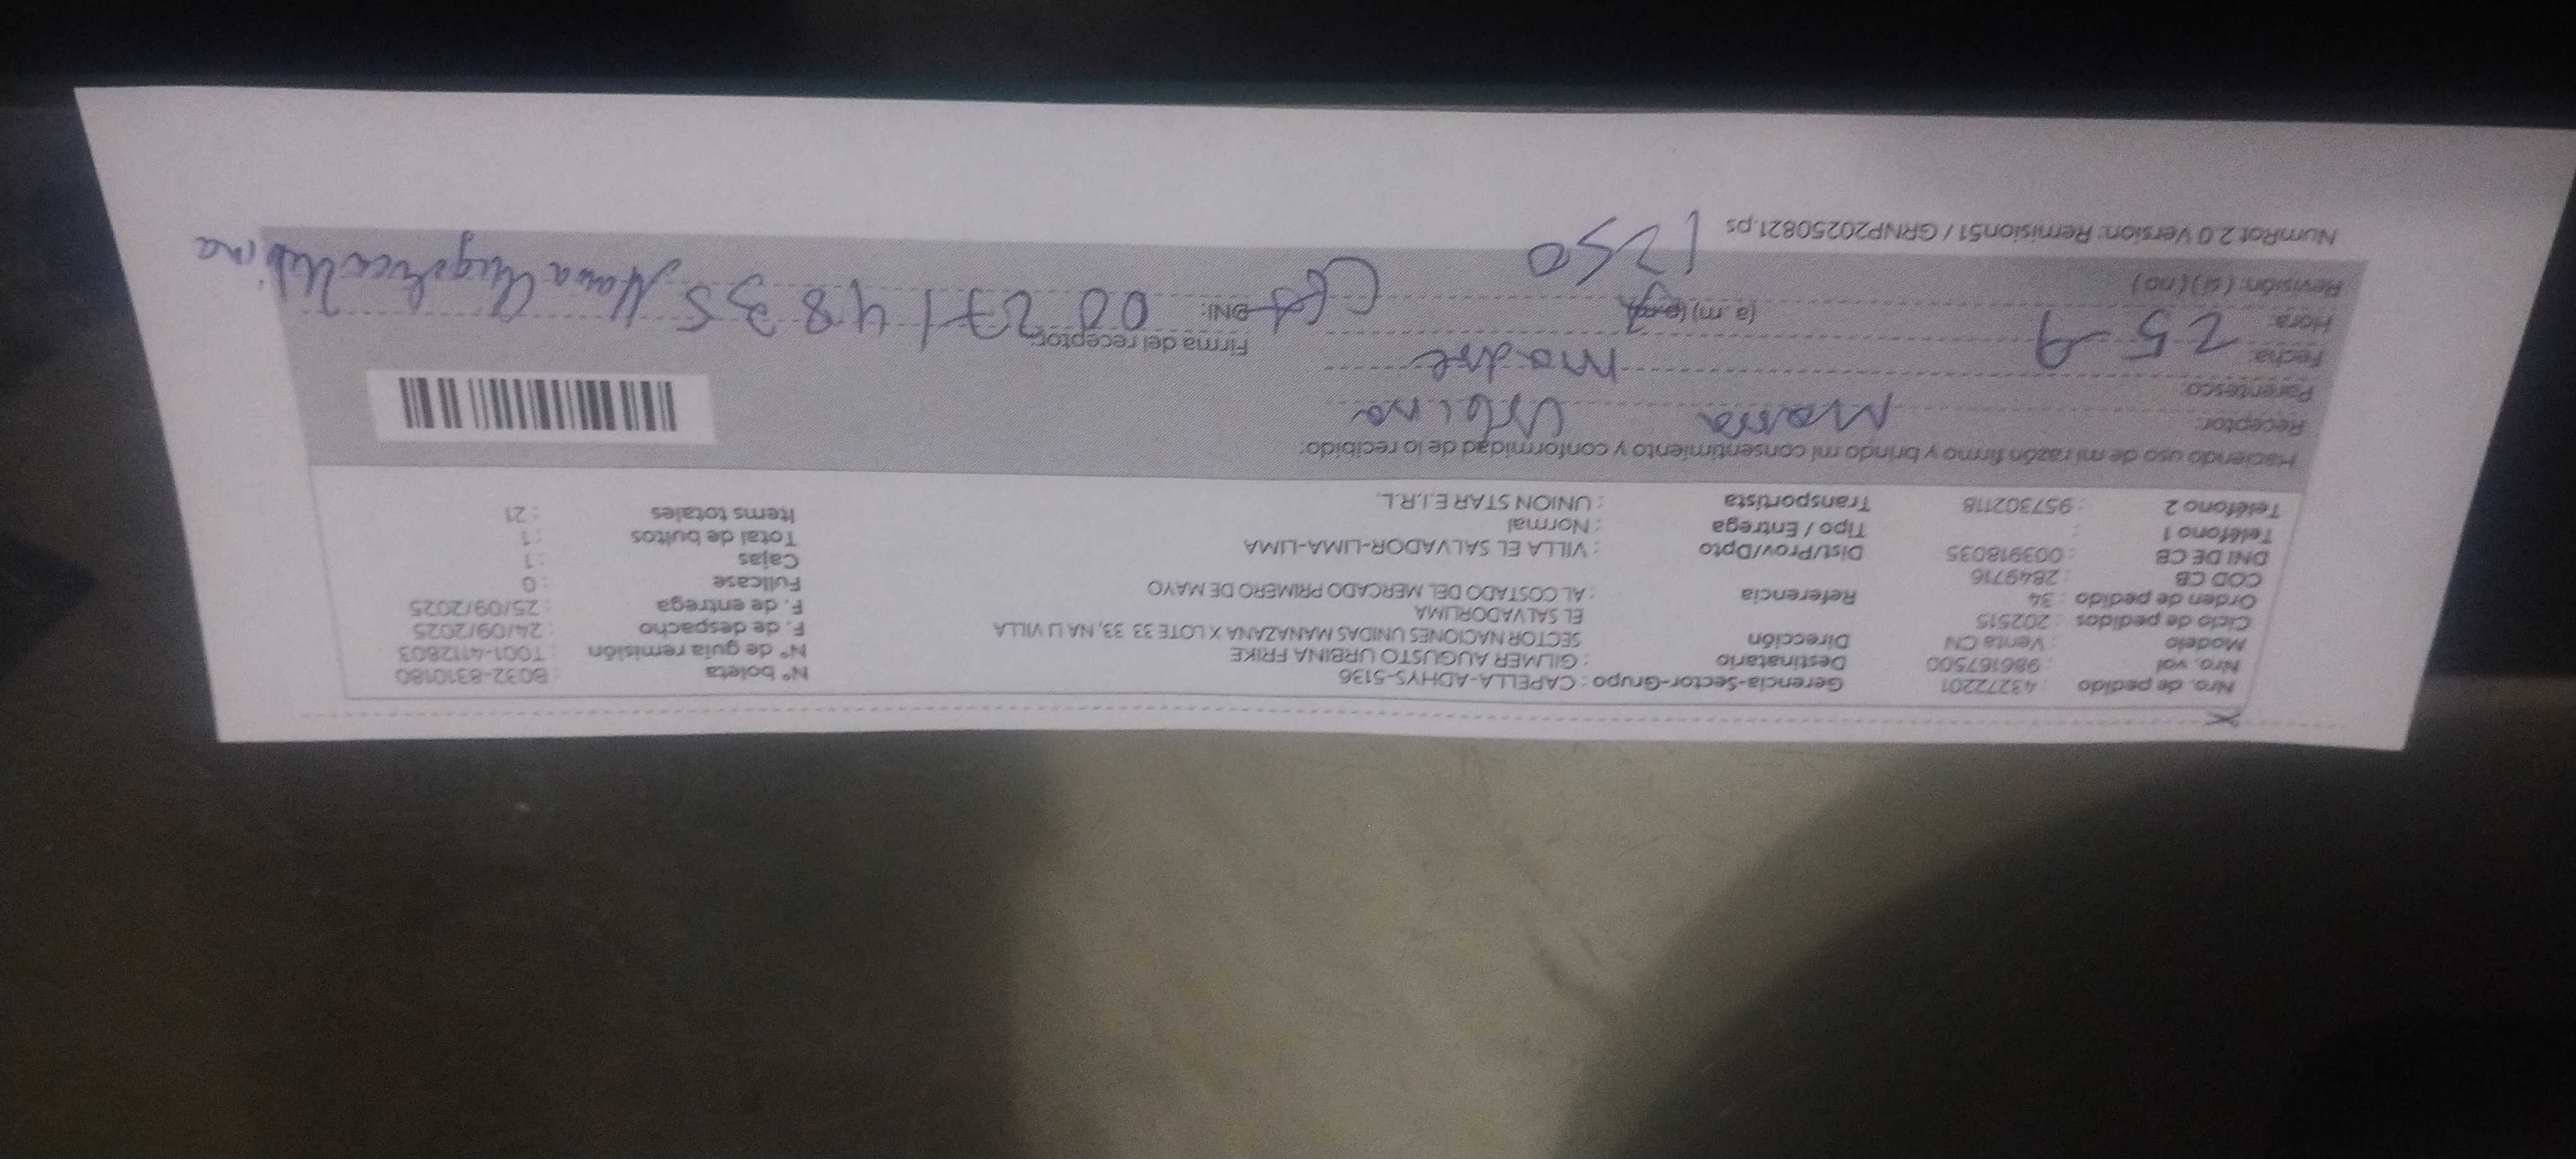 Nro. de pedido : 43272201 Gerencia-Sector-Grupo : CAPELLA-ADHYS-5136 N° boleta : B032-8310180
Nro. vol : 986167500 Destinatario : GILMER AUGUSTO URBINA FRIKE N° de guía remisión : T001-4112803
Modelo : Venta CN Dirección SECTOR NACIONES UNIDAS MANAZANA X LOTE 33 33, NA LI VILLA F. de despacho : 24/09/2025
Ciclo de pedidos : 202515 EL SALVADORLIMA F. de entrega : 25/09/2025
Orden de pedido : 34 Referencia : AL COSTADO DEL MERCADO PRIMERO DE MAYO Fullcase : 0
COD CB : 2849716 Cajas : 1
DNI DE CB : 003918035 Dist/Prov/Dpto : VILLA EL SALVADOR-LIMA-LIMA Total de bultos : 1
Teléfono 1 : Tipo / Entrega : Normal Items totales : 21
Teléfono 2 : 957302118 Transportista : UNION STAR E.I.R.L.
Haciendo uso de mi razón firmo y brindo mi consentimiento y conformidad de lo recibido:
Receptor: Maria Urbina
Parentesco: Madre
Fecha: 25-9 Firma del receptor
Hora: (a. m) (p. m) 1250 DNI: 002714835 Maria Angelica Urbina
Revisión: (si) (no)
NumRot 2.0 Version: Remision51 / GRNP20250821.ps